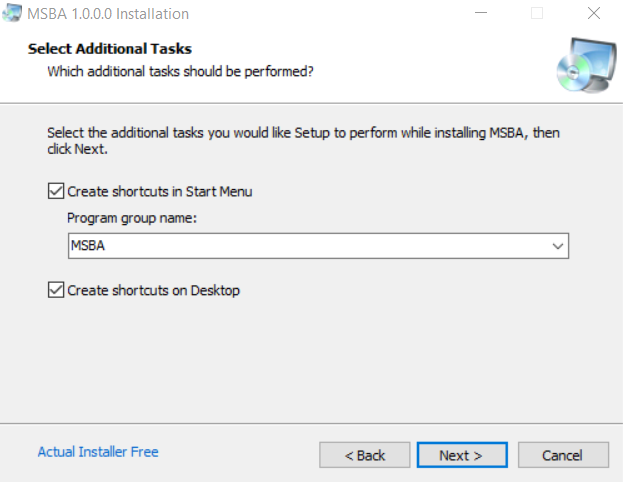 MSBA 1.0.0.0 Installation
Select Additional Tasks
Which additional tasks should be performed?
Select the additional tasks you would like Setup to perform while installing MSBA, then
click Next.
Create shortcuts in Start Menu
Program group name:
MSBA
Create shortcuts on Desktop
Actual Installer Free
< Back
Next >
Cancel